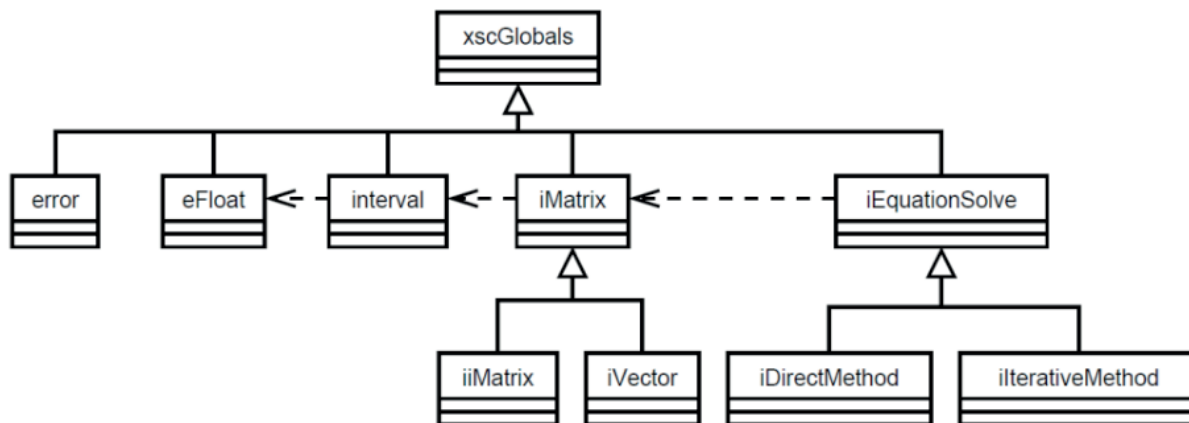 xscGlobals
error
eFloat
interval
iMatrix
iEquationSolve
iiMatrix
iVector
iDirectMethod
iIterativeMethod